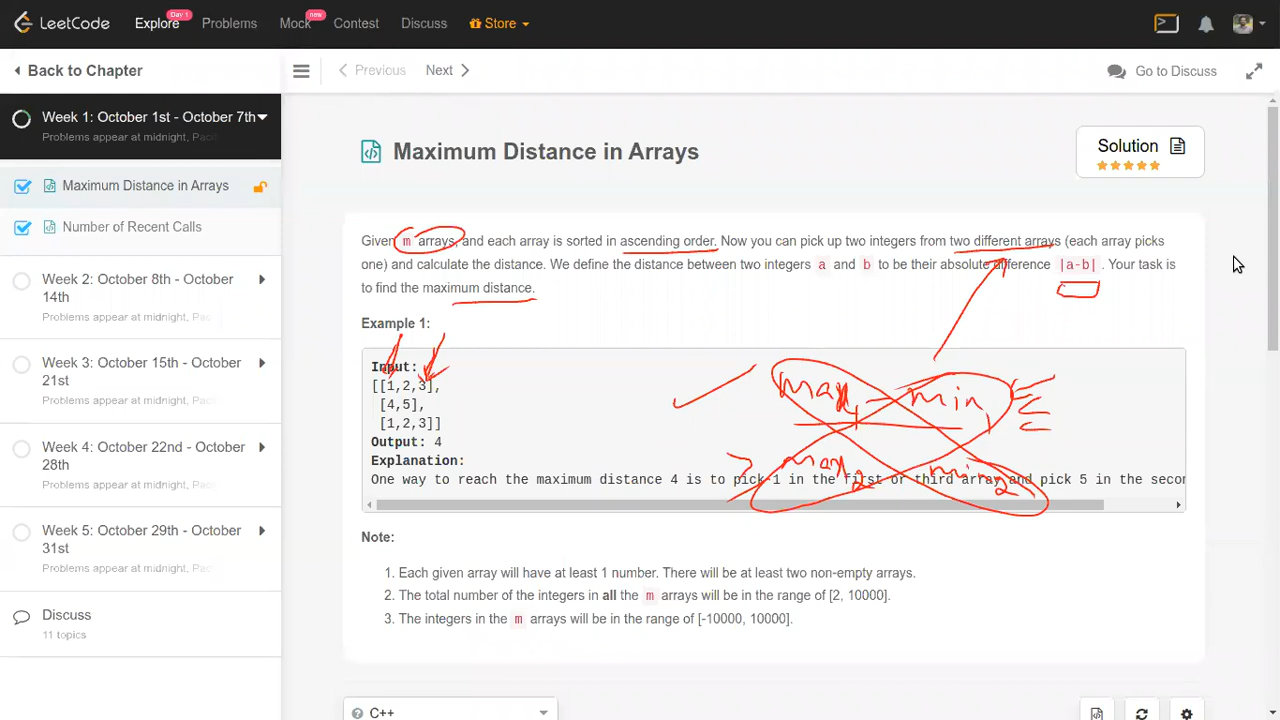 LeetCode Explore Day 1 Problems Mock new Contest Discuss Store
Back to Chapter
Previous Next Go to Discuss
Week 1: October 1st - October 7th
Problems appear at midnight, Paci
Maximum Distance in Arrays
Number of Recent Calls
Week 2: October 8th - October
14th
Problems appear at midnight, Pac
Week 3: October 15th - October
21st
Problems appear at midnight, Pac
Week 4: October 22nd - October
28th
Problems appear at midnight, Pac
Week 5: October 29th - October
31st
Problems appear at midnight, Pac
Discuss
11 topics
Maximum Distance in Arrays
Solution
Given m arrays, and each array is sorted in ascending order. Now you can pick up two integers from two different arrays (each array picks
one) and calculate the distance. We define the distance between two integers a and b to be their absolute difference |a-b|. Your task is
to find the maximum distance.
Example 1:
Input:
[[1,2,3],
[4,5],
[1,2,3]]
Output: 4
Explanation:
One way to reach the maximum distance 4 is to pick 1 in the first or third array and pick 5 in the secon
max1 min1
max2 min2
Note:
1. Each given array will have at least 1 number. There will be at least two non-empty arrays.
2. The total number of the integers in all the m arrays will be in the range of [2, 10000].
3. The integers in the m arrays will be in the range of [-10000, 10000].
C++